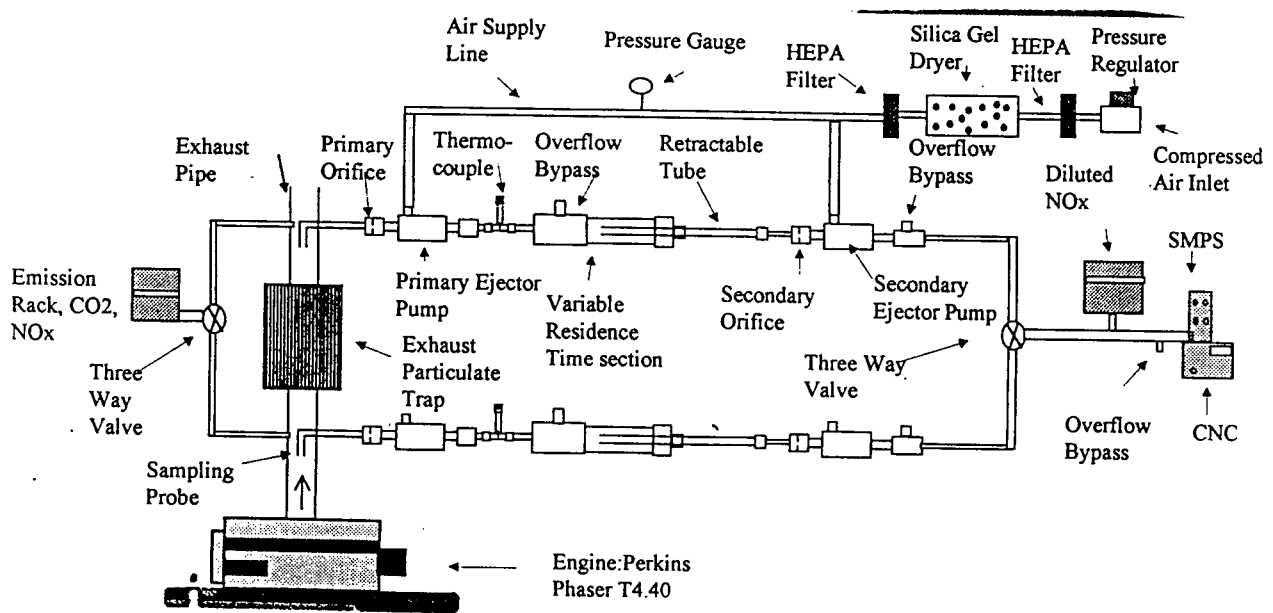 Air Supply
Line
Pressure Gauge
HEPA
Filter
Silica Gel
Dryer
HEPA
Filter
Pressure
Regulator
Exhaust
Pipe
Primary
Orifice
Thermo-
couple
Overflow
Bypass
Retractable
Tube
Overflow
Bypass
Diluted
NOx
Compressed
Air Inlet
SMPS
Emission
Rack, CO2,
NOx
Primary Ejector
Pump
Variable
Residence
Time section
Secondary
Orifice
Secondary
Ejector Pump
Three
Way
Valve
Exhaust
Particulate
Trap
Three Way
Valve
Overflow
Bypass
CNC
Sampling
Probe
Engine:Perkins
Phaser T4.40